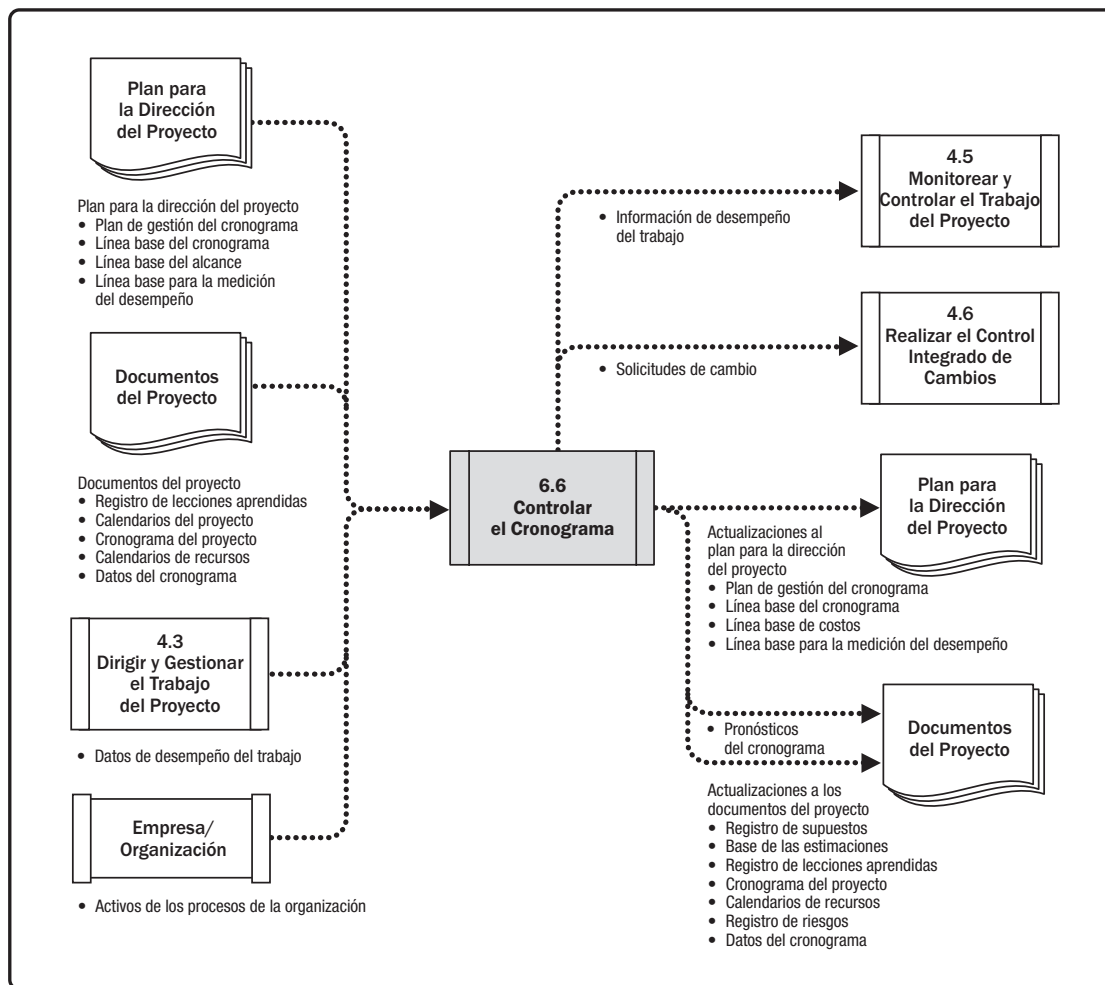 Plan para
la Dirección
del Proyecto
Plan para la dirección del proyecto
• Plan de gestión del cronograma
• Línea base del cronograma
• Línea base del alcance
• Línea base para la medición
del desempeño
Documentos
del Proyecto
Documentos del proyecto
• Registro de lecciones aprendidas
• Calendarios del proyecto
• Cronograma del proyecto
• Calendarios de recursos
• Datos del cronograma
4.3
Dirigir y Gestionar
el Trabajo
del Proyecto
• Datos de desempeño del trabajo
Empresa/
Organización
• Activos de los procesos de la organización
6.6
Controlar
el Cronograma
• Información de desempeño
del trabajo
4.5
Monitorear y
Controlar el Trabajo
del Proyecto
• Solicitudes de cambio
4.6
Realizar el Control
Integrado de
Cambios
Plan para
la Dirección
del Proyecto
Actualizaciones al
plan para la dirección
del proyecto
• Plan de gestión del cronograma
• Línea base del cronograma
• Línea base de costos
• Línea base para la medición del desempeño
• Pronósticos
del cronograma
Documentos
del Proyecto
Actualizaciones a los
documentos del proyecto
• Registro de supuestos
• Base de las estimaciones
• Registro de lecciones aprendidas
• Cronograma del proyecto
• Calendarios de recursos
• Registro de riesgos
• Datos del cronograma